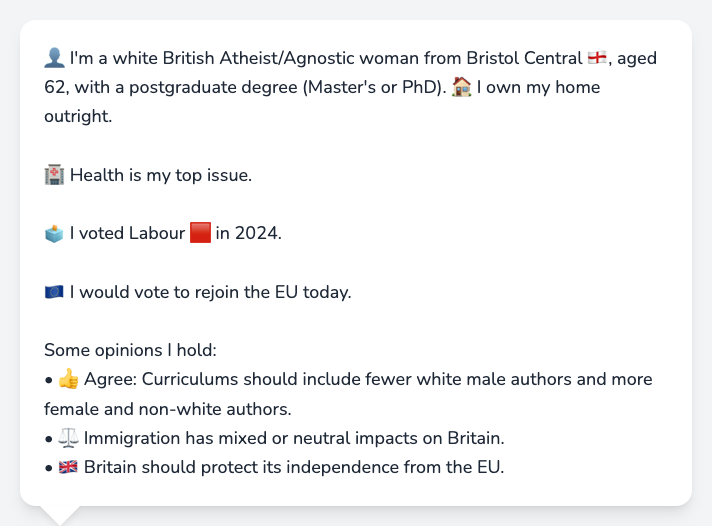 👤 I'm a white British Atheist/Agnostic woman from Bristol Central 🏴󠁧󠁢󠁥󠁮󠁧󠁿, aged
62, with a postgraduate degree (Master's or PhD). 🏠 I own my home
outright.
🏥 Health is my top issue.
🗳️ I voted Labour 🟥 in 2024.
🇪🇺 I would vote to rejoin the EU today.
Some opinions I hold:
• 👍 Agree: Curriculums should include fewer white male authors and more
female and non-white authors.
• ⚖️ Immigration has mixed or neutral impacts on Britain.
• 🇬🇧 Britain should protect its independence from the EU.